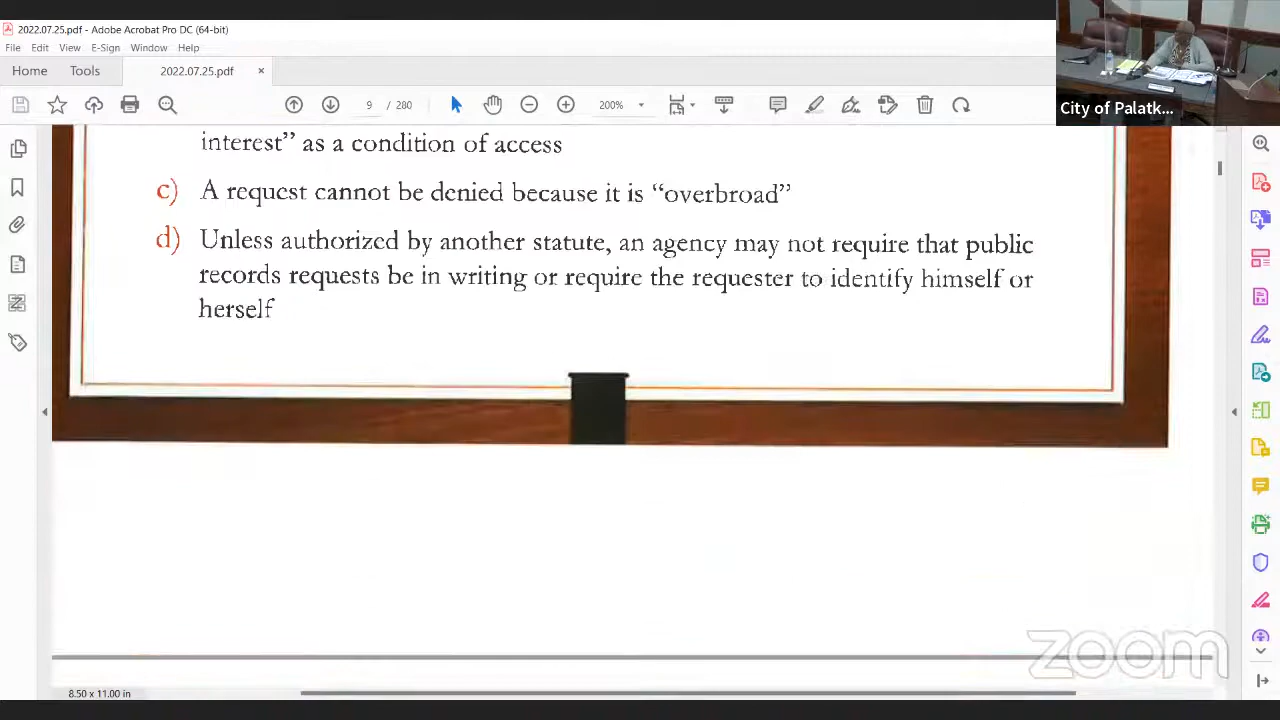 2022.07.25.pdf - Adobe Acrobat Pro DC (64-bit)
File Edit View E-Sign Window Help
Home Tools 2022.07.25.pdf ×
9 / 280 200%
City of Palatk...
interest” as a condition of access
c) A request cannot be denied because it is “overbroad”
d) Unless authorized by another statute, an agency may not require that public
records requests be in writing or require the requester to identify himself or
herself
zoom
8.50 x 11.00 in